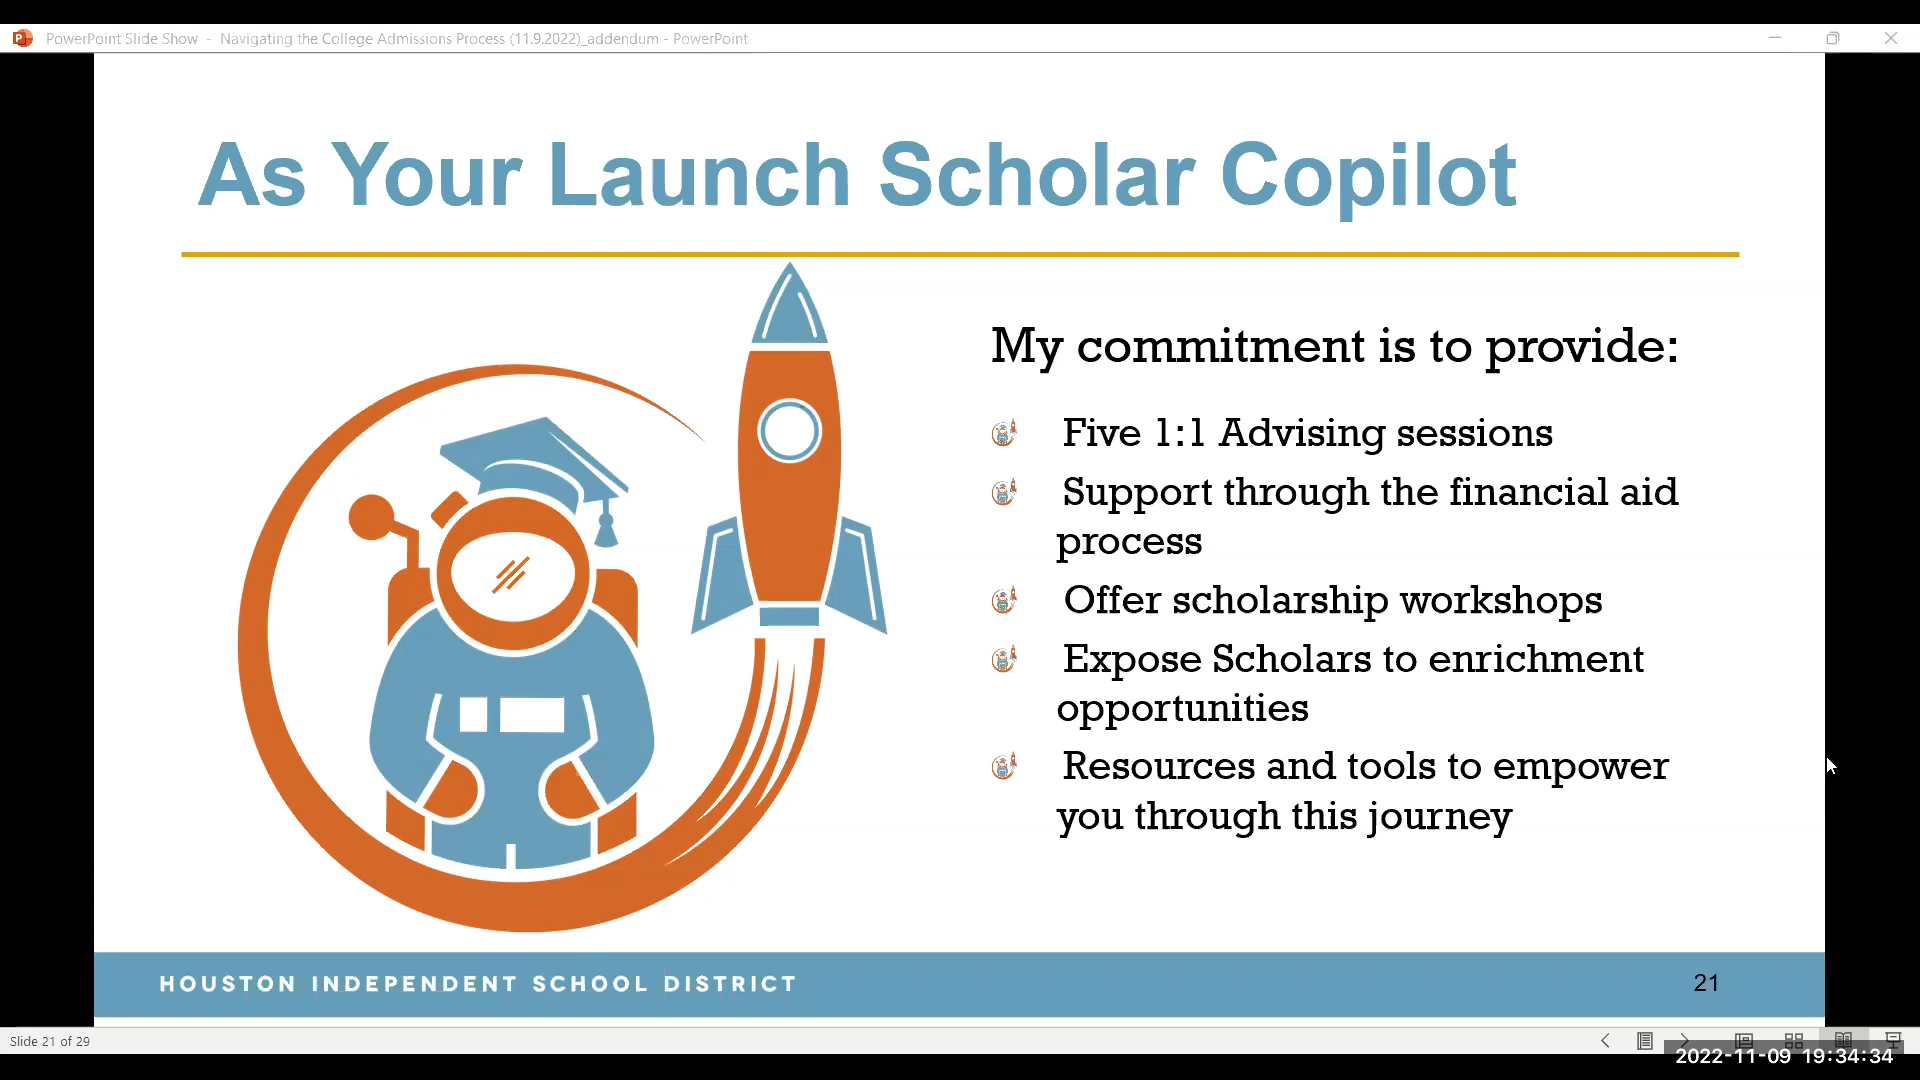 PowerPoint Slide Show - Navigating the College Admissions Process (11.9.2022)_addendum - PowerPoint
As Your Launch Scholar Copilot
My commitment is to provide:
Five 1:1 Advising sessions
Support through the financial aid
process
Offer scholarship workshops
Expose Scholars to enrichment
opportunities
Resources and tools to empower
you through this journey
HOUSTON INDEPENDENT SCHOOL DISTRICT
21
Slide 21 of 29
2022-11-09 19:34:34